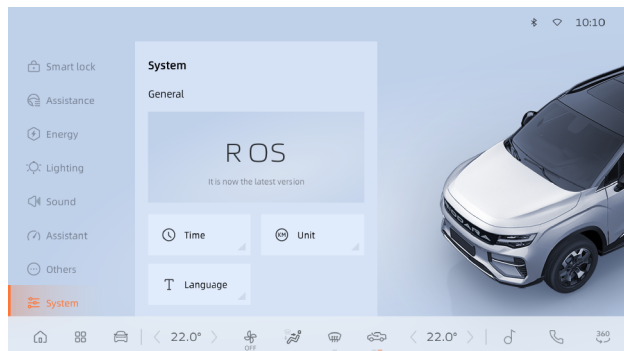 10:10
Smart lock
Assistance
Energy
Lighting
Sound
Assistant
Others
System
System
General
R OS
It is now the latest version
Time
KM
Unit
T
Language
22.0°
OFF
22.0°
360